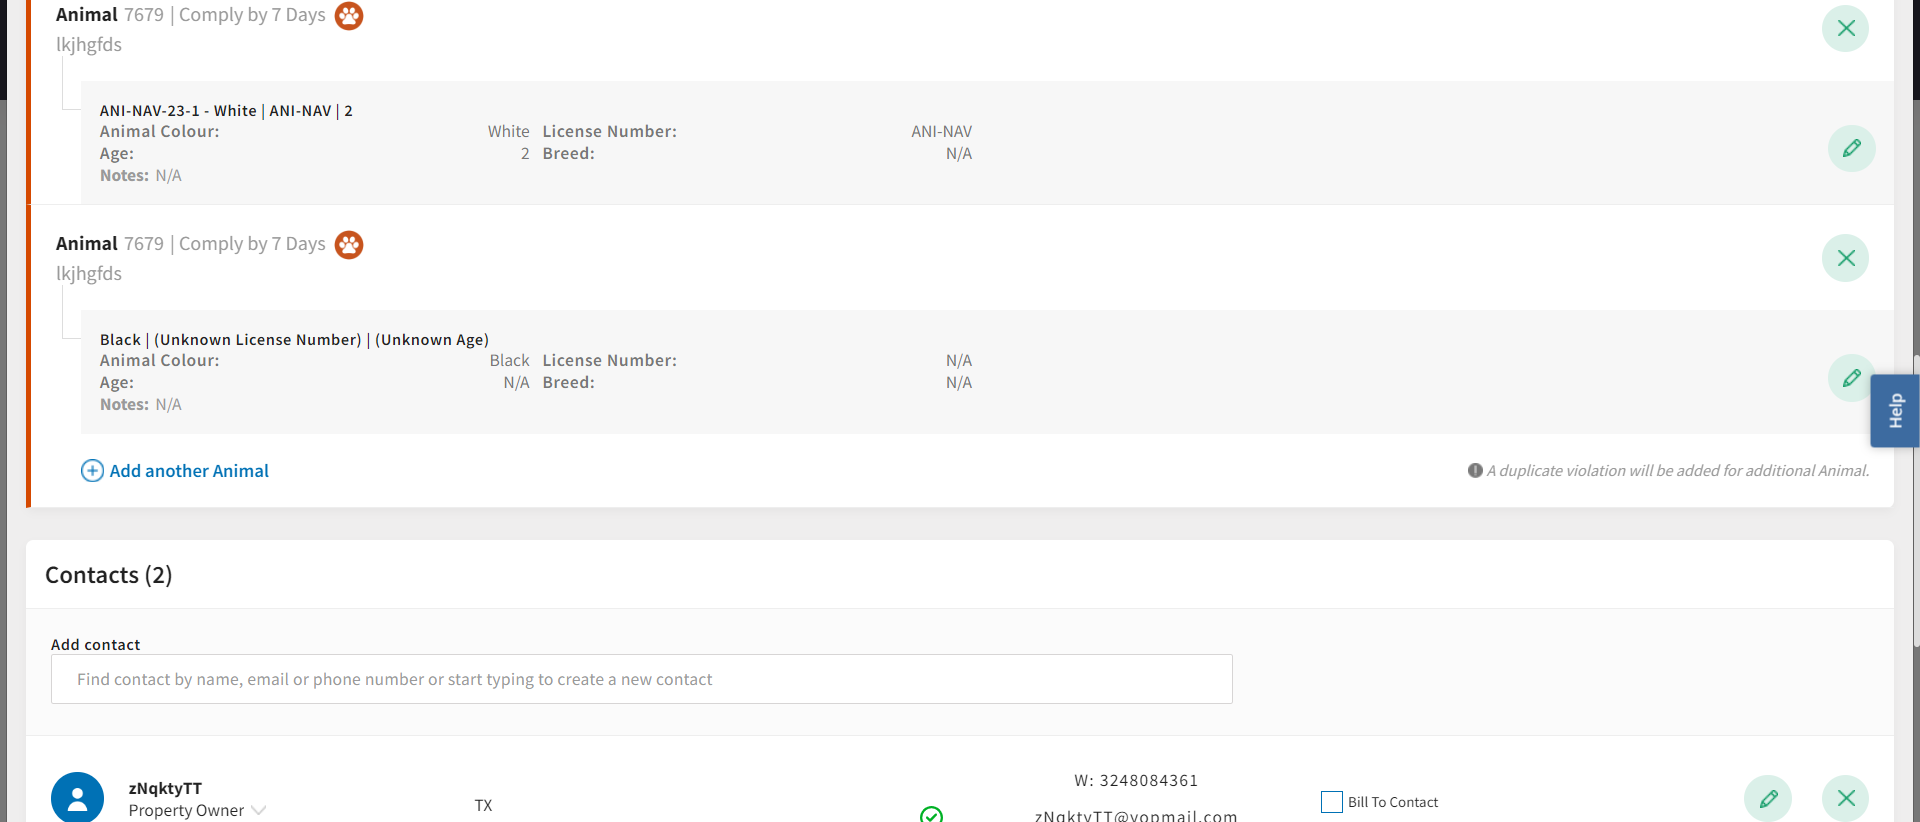 Animal 7679 | Comply by 7 Days
lkjhgfds
ANI-NAV-23-1 - White | ANI-NAV | 2
Animal Colour: White License Number: ANI-NAV
Age: 2 Breed: N/A
Notes: N/A
Animal 7679 | Comply by 7 Days
lkjhgfds
Black | (Unknown License Number) | (Unknown Age)
Animal Colour: Black License Number: N/A
Age: N/A Breed: N/A
Notes: N/A
Help
Add another Animal
A duplicate violation will be added for additional Animal.
Contacts (2)
Add contact
Find contact by name, email or phone number or start typing to create a new contact
zNqktyTT
Property Owner
TX
W: 3248084361
zNqktyTT@yopmail.com
Bill To Contact